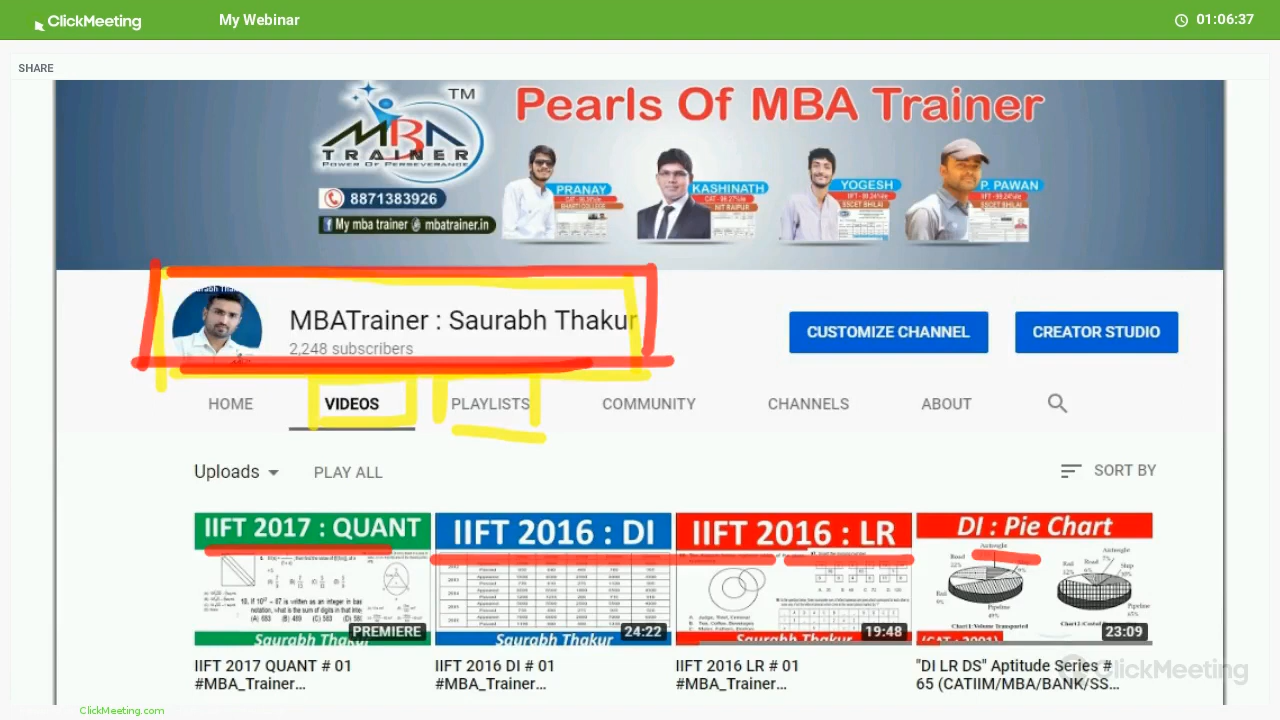 ClickMeeting
My Webinar
01:06:37
SHARE
TM
MBA
TRAINER
POWER OF PERSEVERANCE
8871383926
f My mba trainer @ mbatrainer.in
Pearls Of MBA Trainer
PRANAY
KASHINATH
NIT RAIPUR
YOGESH
SSCET BHILAI
P. PAWAN
SSCET BHILAI
MBATrainer : Saurabh Thakur
2,248 subscribers
CUSTOMIZE CHANNEL
CREATOR STUDIO
HOME
VIDEOS
PLAYLISTS
COMMUNITY
CHANNELS
ABOUT
Uploads
PLAY ALL
SORT BY
IIFT 2017 : QUANT
PREMIERE
Saurabh Thakur
IIFT 2016 : DI
24:22
Saurabh Thakur
IIFT 2016 : LR
19:48
Saurabh Thakur
DI : Pie Chart
23:09
(CAT : 2001)
IIFT 2017 QUANT # 01
#MBA_Trainer...
IIFT 2016 DI # 01
#MBA_Trainer...
IIFT 2016 LR # 01
#MBA_Trainer...
"DI LR DS" Aptitude Series #
65 (CATIIM/MBA/BANK/SS...
ClickMeeting
ClickMeeting.com